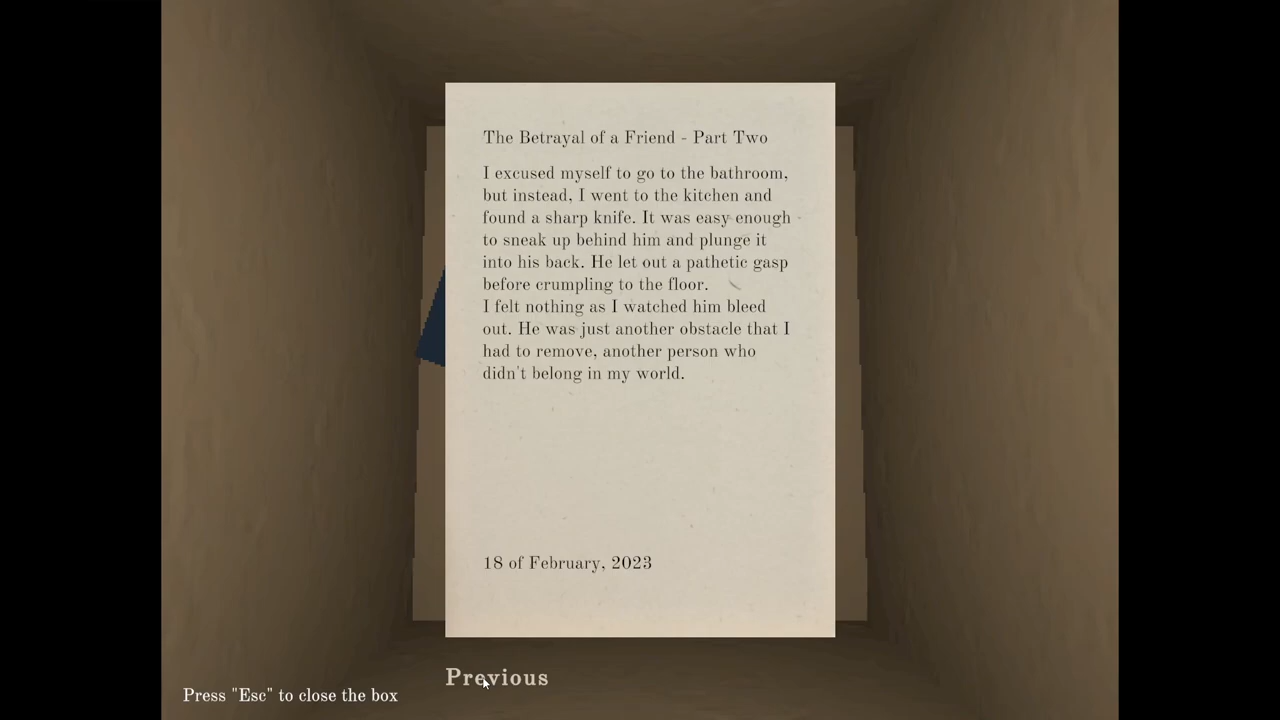 The Betrayal of a Friend - Part Two
I excused myself to go to the bathroom,
but instead, I went to the kitchen and
found a sharp knife. It was easy enough
to sneak up behind him and plunge it
into his back. He let out a pathetic gasp
before crumpling to the floor.
I felt nothing as I watched him bleed
out. He was just another obstacle that I
had to remove, another person who
didn't belong in my world.
18 of February, 2023
Previous
Press "Esc" to close the box